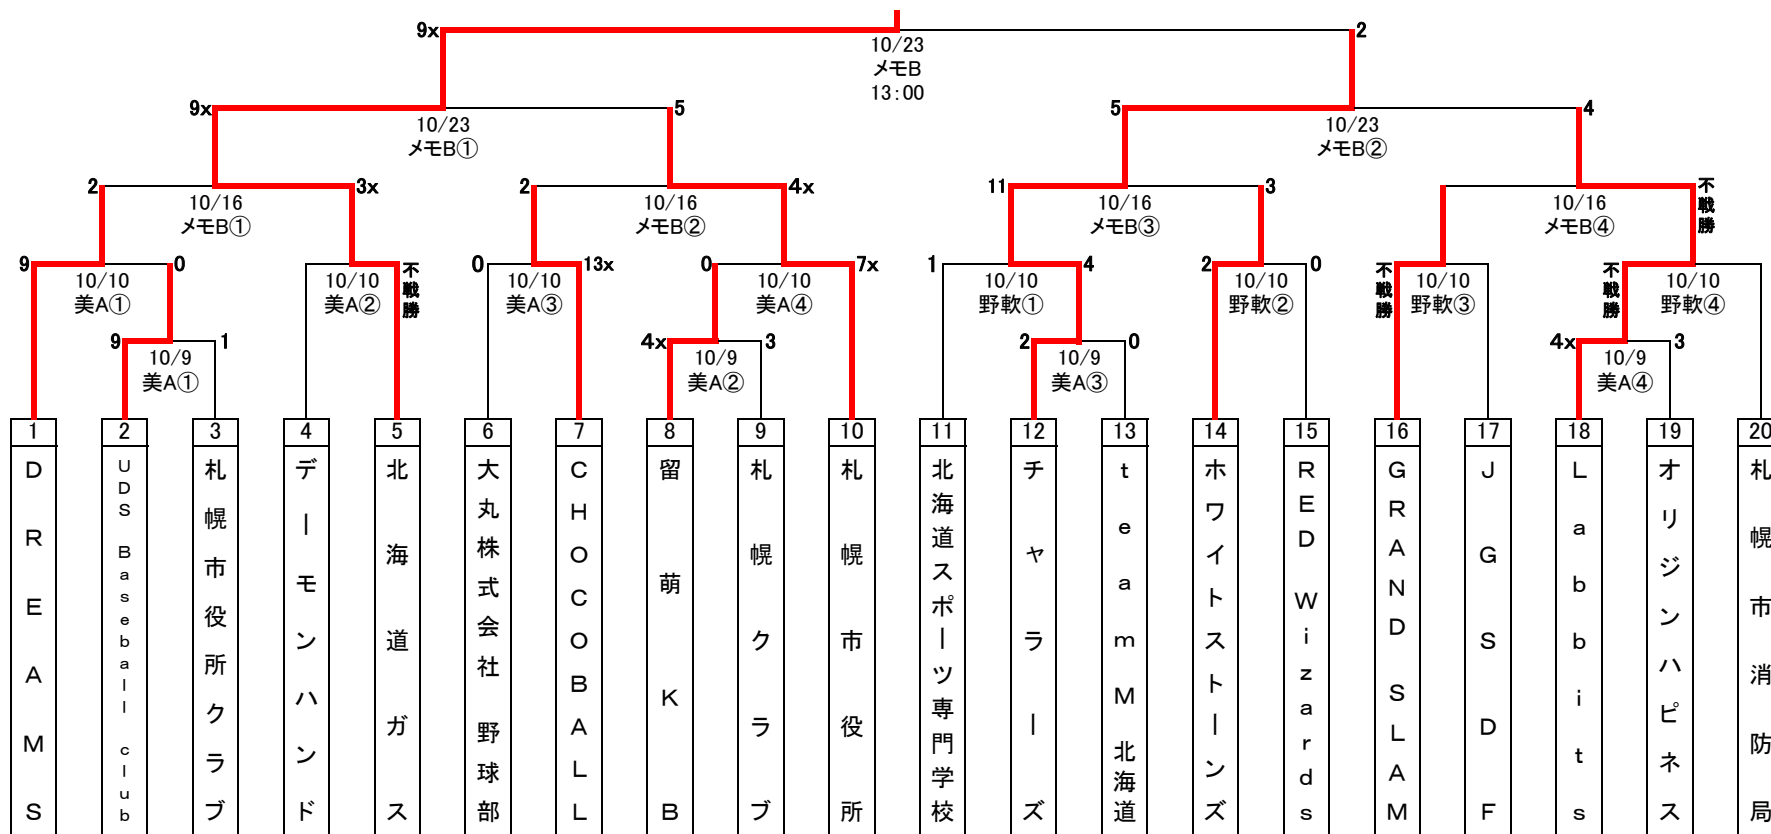 9x 2
10/23
メモB
13:00
9x 5 5 4
10/23 10/23
メモB① メモB②
2 3x 2 4x 11 3 不戦勝
10/16 10/16 10/16 10/16
メモB① メモB② メモB③ メモB④
9 0 不戦勝 0 13x 0 7x 1 4 2 0 不戦勝 不戦勝
10/10 10/10 10/10 10/10 10/10 10/10 10/10 10/10
美A① 美A② 美A③ 美A④ 野軟① 野軟② 野軟③ 野軟④
9 1 4x 3 2 0 4x 3
10/9 10/9 10/9 10/9
美A① 美A② 美A③ 美A④
1 2 3 4 5 6 7 8 9 10 11 12 13 14 15 16 17 18 19 20
DREAMS
UDS Baseball club
札幌市役所クラブ
デーモンハンド
北海道ガス
大丸株式会社 野球部
CHOCOBALL
留萌KB
札幌クラブ
札幌市役所
北海道スポーツ専門学校
チャラーズ
teamM北海道
ホワイトストーンズ
RED Wizards
GRAND SLAM
JGSDF
Labbits
オリジンハピネス
札幌市消防局